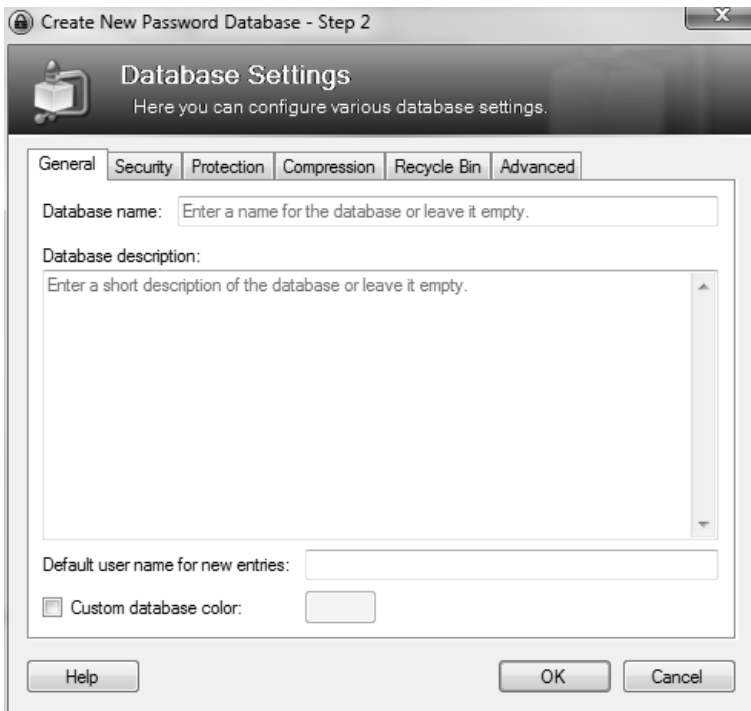 Create New Password Database - Step 2
X
Database Settings
Here you can configure various database settings.
General Security Protection Compression Recycle Bin Advanced
Database name: Enter a name for the database or leave it empty.
Database description:
Enter a short description of the database or leave it empty.
Default user name for new entries:
Custom database color:
Help OK Cancel